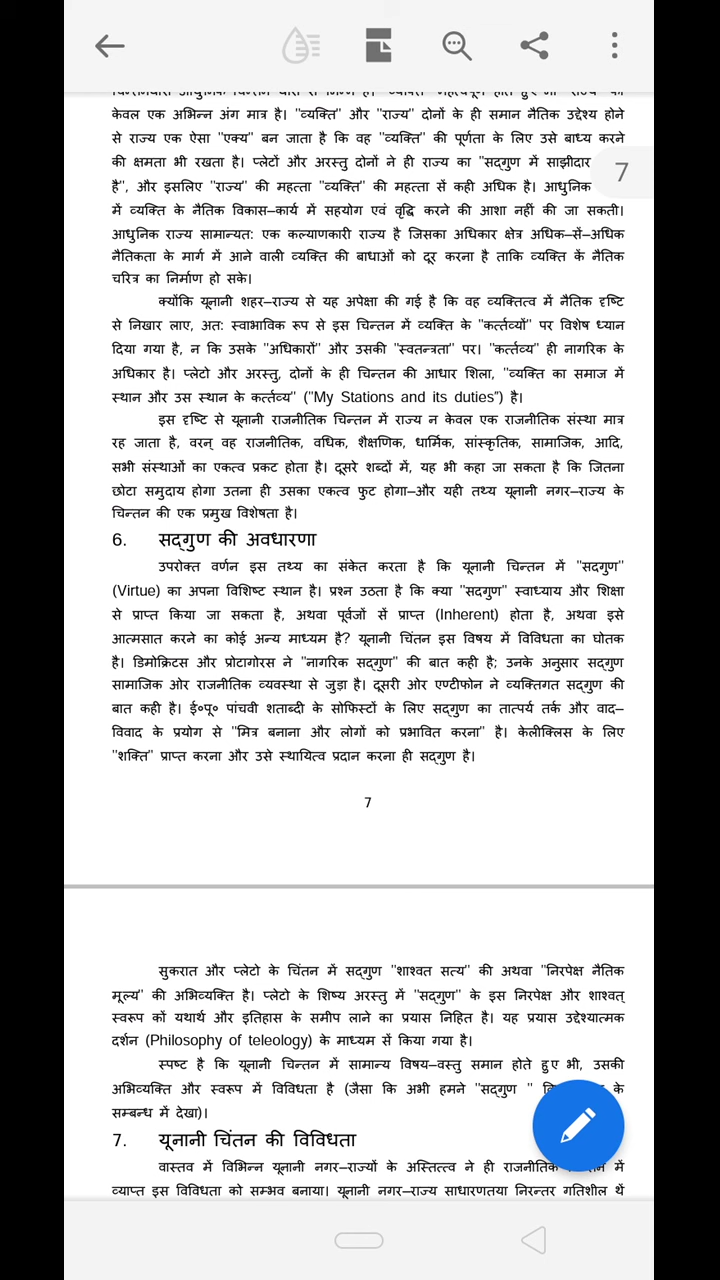 केवल एक अभिन्न अंग मात्र है। "व्यक्ति" और "राज्य" दोनों के ही समान नैतिक उद्देश्य होने
से राज्य एक ऐसा "एक्य" बन जाता है कि वह "व्यक्ति" की पूर्णता के लिए उसे बाध्य करने
की क्षमता भी रखता है। प्लेटों और अरस्तु दोनों ने ही राज्य का "सद्गुण में साझीदार
है", और इसलिए "राज्य" की महत्ता "व्यक्ति" की महत्ता सें कही अधिक है। आधुनिक
7
में व्यक्ति के नैतिक विकास–कार्य में सहयोग एवं वृद्धि करने की आशा नहीं की जा सकती।
आधुनिक राज्य सामान्यत: एक कल्याणकारी राज्य है जिसका अधिकार क्षेत्र अधिक–सें–अधिक
नैतिकता के मार्ग में आने वाली व्यक्ति की बाधाओं को दूर करना है ताकि व्यक्ति कें नैतिक
चरित्र का निर्माण हो सके।
क्योंकि यूनानी शहर–राज्य से यह अपेक्षा की गई है कि वह व्यक्तित्व में नैतिक दृष्टि
से निखार लाए, अत: स्वाभाविक रूप से इस चिन्तन में व्यक्ति के "कर्त्तव्यों" पर विशेष ध्यान
दिया गया है, न कि उसके "अधिकारों" और उसकी "स्वतन्त्रता" पर। "कर्त्तव्य" ही नागरिक के
अधिकार है। प्लेटो और अरस्तु, दोनों के ही चिन्तन की आधार शिला, "व्यक्ति का समाज में
स्थान और उस स्थान के कर्त्तव्य" ("My Stations and its duties") है।
इस दृष्टि से यूनानी राजनीतिक चिन्तन में राज्य न केवल एक राजनीतिक संस्था मात्र
रह जाता है, वरन् वह राजनीतिक, वधिक, शैक्षणिक, धार्मिक, सांस्कृतिक, सामाजिक, आदि,
सभी संस्थाओं का एकत्व प्रकट होता है। दूसरे शब्दों में, यह भी कहा जा सकता है कि जितना
छोटा समुदाय होगा उतना ही उसका एकत्व फुट होगा–और यही तथ्य यूनानी नगर–राज्य के
चिन्तन की एक प्रमुख विशेषता है।
6. सद्गुण की अवधारणा
उपरोक्त वर्णन इस तथ्य का संकेत करता है कि यूनानी चिन्तन में "सदगुण"
(Virtue) का अपना विशिष्ट स्थान है। प्रश्न उठता है कि क्या "सदगुण" स्वाध्याय और शिक्षा
से प्राप्त किया जा सकता है, अथवा पूर्वजों सें प्राप्त (Inherent) होता है, अथवा इसे
आत्मसात करने का कोई अन्य माध्यम है? यूनानी चिंतन इस विषय में विविधता का घोतक
है। डिमोक्रिटस और प्रोटागोरस ने "नागरिक सद्गुण" की बात कही है; उनके अनुसार सद्गुण
सामाजिक ओर राजनीतिक व्यवस्था से जुड़ा है। दूसरी ओर एण्टीफोन ने व्यक्तिगत सद्गुण की
बात कही है। ई०पू० पांचवी शताब्दी के सोफिस्टों के लिए सद्गुण का तात्पर्य तर्क और वाद–
विवाद के प्रयोग से "मित्र बनाना और लोगों को प्रभावित करना" है। केलीक्लिस के लिए
"शक्ति" प्राप्त करना और उसे स्थायित्व प्रदान करना ही सद्गुण है।
7
सुकरात और प्लेटो के चिंतन में सद्गुण "शाश्वत सत्य" की अथवा "निरपेक्ष नैतिक
मूल्य" की अभिव्यक्ति है। प्लेटो के शिष्य अरस्तु में "सद्गुण" के इस निरपेक्ष और शाश्वत्
स्वरूप कों यथार्थ और इतिहास के समीप लाने का प्रयास निहित है। यह प्रयास उद्देश्यात्मक
दर्शन (Philosophy of teleology) के माध्यम सें किया गया है।
स्पष्ट है कि यूनानी चिन्तन में सामान्य विषय–वस्तु समान होते हुए भी, उसकी
अभिव्यक्ति और स्वरूप में विविधता है (जैसा कि अभी हमने "सद्गुण " के
सम्बन्ध में देखा)।
7. यूनानी चिंतन की विविधता
वास्तव में विभिन्न यूनानी नगर–राज्यों के अस्तित्त्व ने ही राजनीतिक में
व्याप्त इस विविधता को सम्भव बनाया। यूनानी नगर–राज्य साधारणतया निरन्तर गतिशील थें